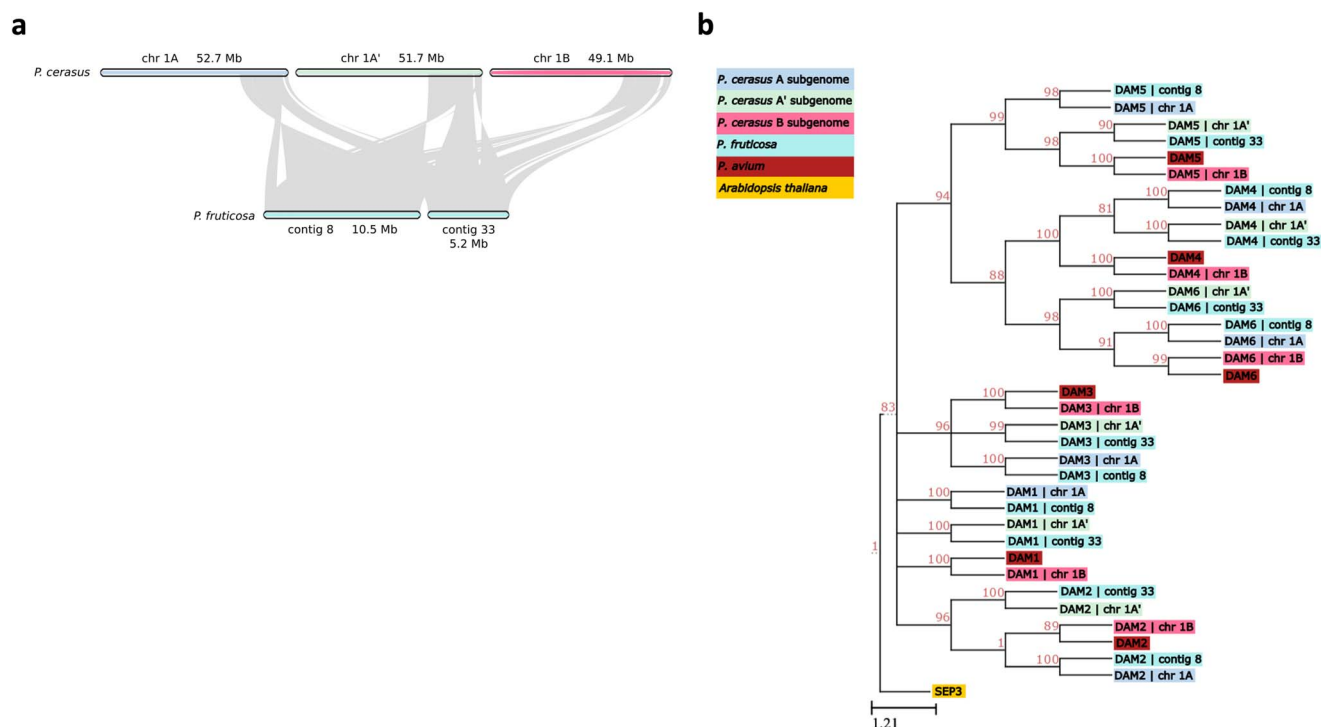 a
chr 1A 52.7 Mb
chr 1A' 51.7 Mb
chr 1B 49.1 Mb
P. cerasus
P. fruticosa
contig 8 10.5 Mb
contig 33
5.2 Mb
b
P. cerasus A subgenome
P. cerasus A' subgenome
P. cerasus B subgenome
P. fruticosa
P. avium
Arabidopsis thaliana
98
DAM5 | contig 8
DAM5 | chr 1A
99
90
DAM5 | chr 1A'
DAM5 | contig 33
98
100
DAM5
DAM5 | chr 1B
94
100
DAM4 | contig 8
DAM4 | chr 1A
81
100
DAM4 | chr 1A'
DAM4 | contig 33
100
100
DAM4
DAM4 | chr 1B
88
100
DAM6 | chr 1A'
DAM6 | contig 33
98
100
DAM6 | contig 8
DAM6 | chr 1A
91
99
DAM6 | chr 1B
DAM6
83
100
DAM3
DAM3 | chr 1B
96
99
DAM3 | chr 1A'
DAM3 | contig 33
100
DAM3 | chr 1A
DAM3 | contig 8
100
DAM1 | chr 1A
DAM1 | contig 8
100
DAM1 | chr 1A'
DAM1 | contig 33
1
100
DAM1
DAM1 | chr 1B
100
DAM2 | contig 33
DAM2 | chr 1A'
96
89
DAM2 | chr 1B
DAM2
1
100
DAM2 | contig 8
DAM2 | chr 1A
SEP3
1.21